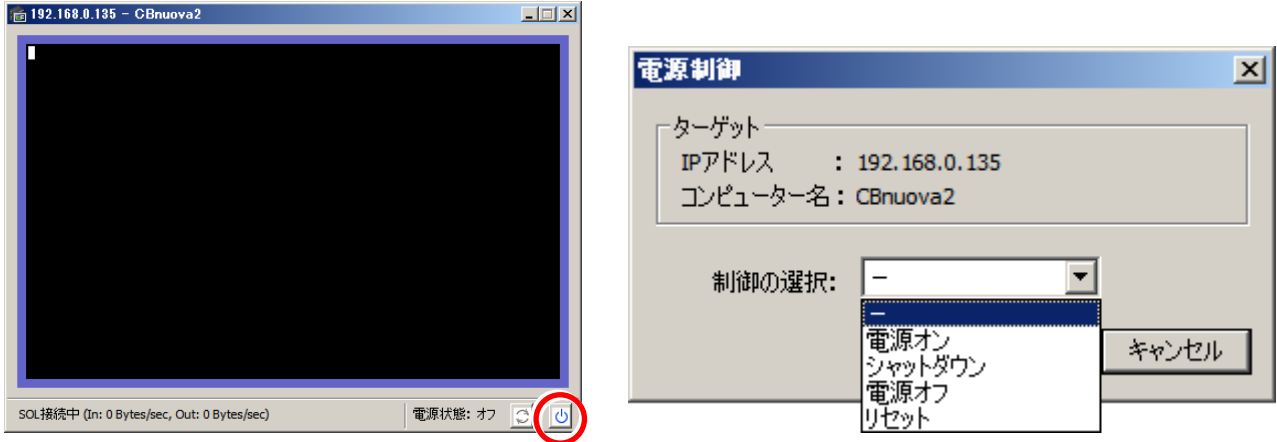 192.168.0.135 - CBnuova2
SOL接続中 (In: 0 Bytes/sec, Out: 0 Bytes/sec)
電源状態: オフ
電源制御
ターゲット
IPアドレス : 192.168.0.135
コンピューター名 : CBnuova2
制御の選択: ー
ー
電源オン
シャットダウン
電源オフ
リセット
キャンセル